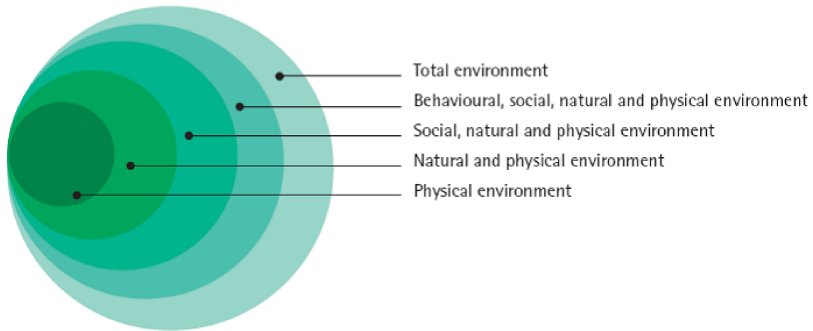 Total environment
Behavioural, social, natural and physical environment
Social, natural and physical environment
Natural and physical environment
Physical environment